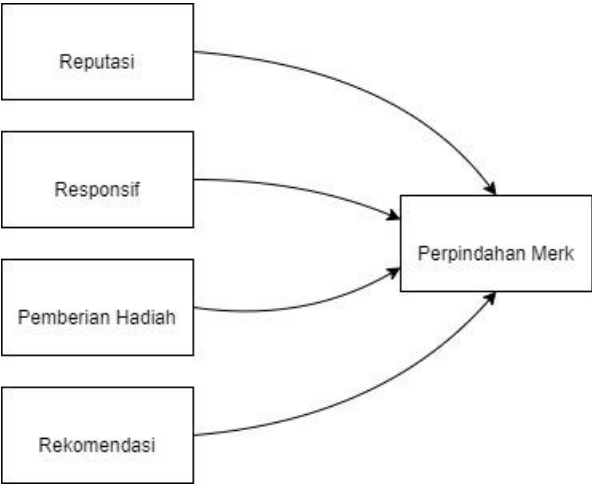 Reputasi
Responsif
Perpindahan Merk
Pemberian Hadiah
Rekomendasi